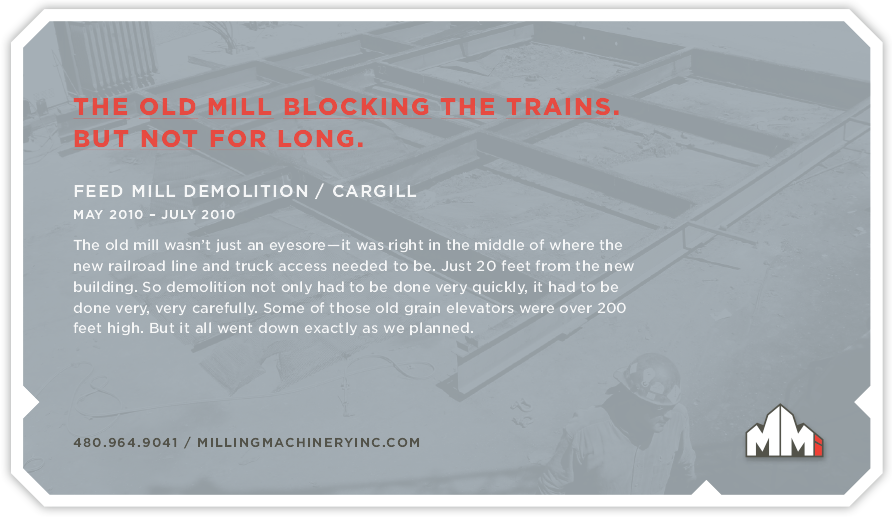 THE OLD MILL BLOCKING THE TRAINS.
BUT NOT FOR LONG.
FEED MILL DEMOLITION / CARGILL
MAY 2010 – JULY 2010
The old mill wasn't just an eyesore—it was right in the middle of where the
new railroad line and truck access needed to be. Just 20 feet from the new
building. So demolition not only had to be done very quickly, it had to be
done very, very carefully. Some of those old grain elevators were over 200
feet high. But it all went down exactly as we planned.
480.964.9041 / MILLINGMACHINERYINC.COM
MMi